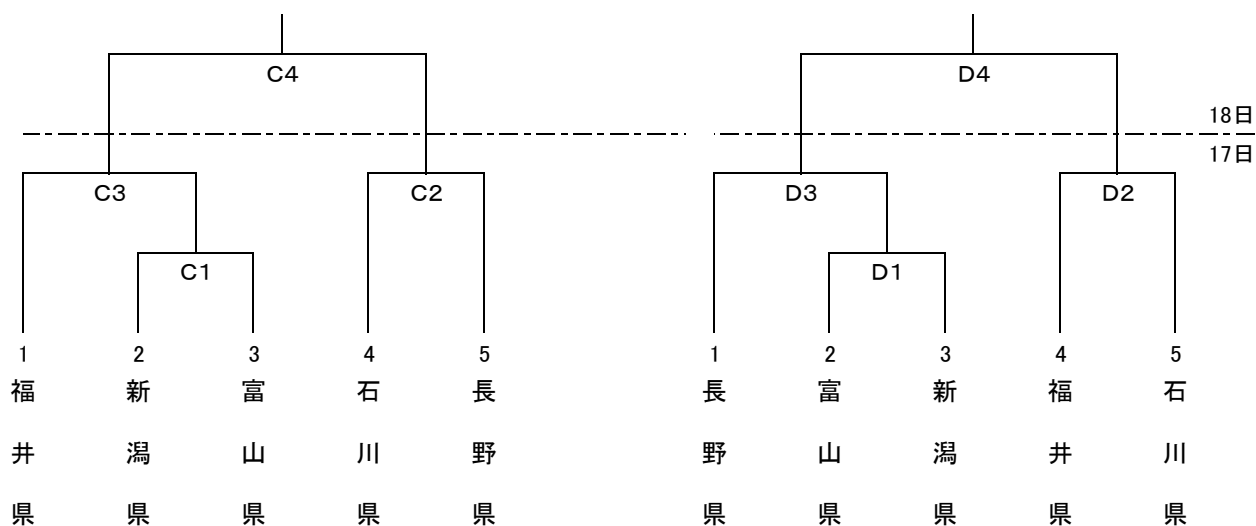 C4
D4
18日
17日
C3
C2
D3
D2
C1
D1
1 2 3 4 5 1 2 3 4 5
福井県
新潟県
富山県
石川県
長野県
長野県
富山県
新潟県
福井県
石川県